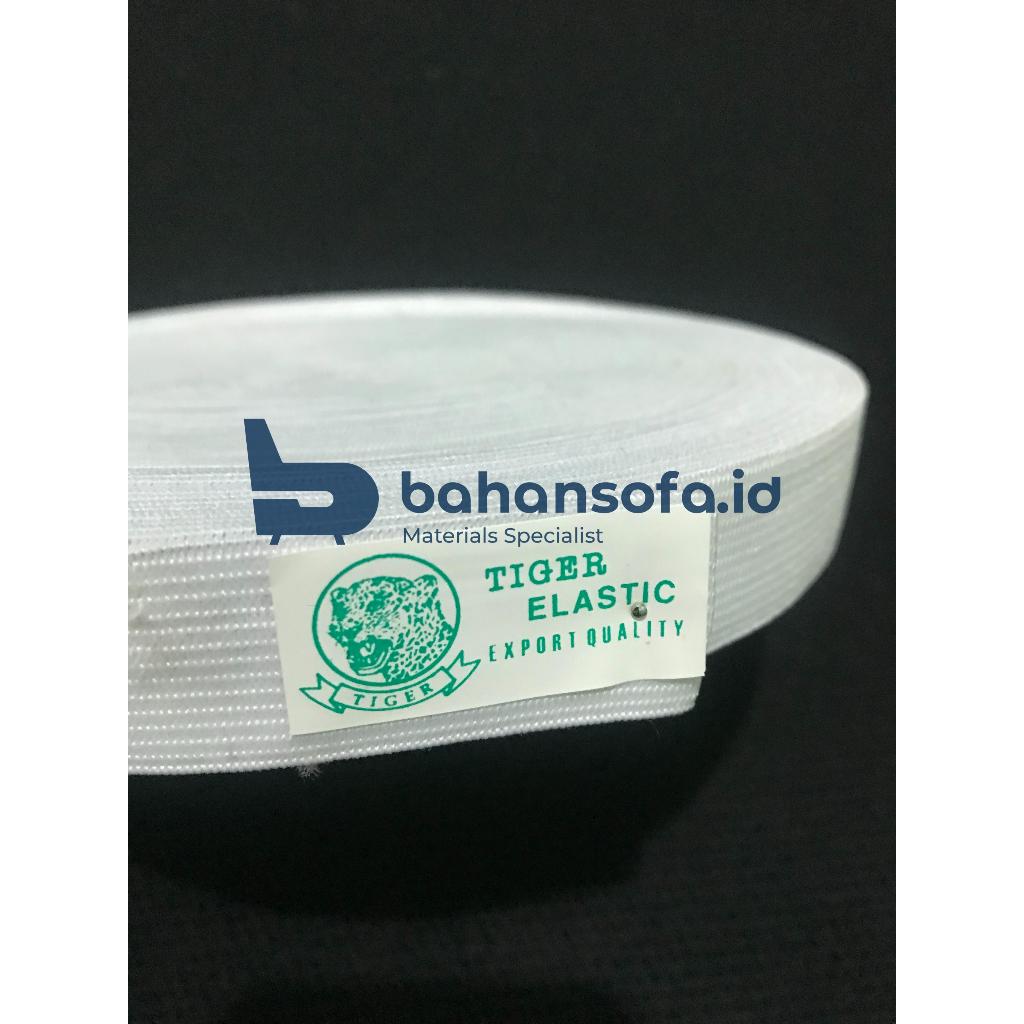 bahansofa.id
Materials Specialist
TIGER
ELASTIC
EXPORT QUALITY
TIGER